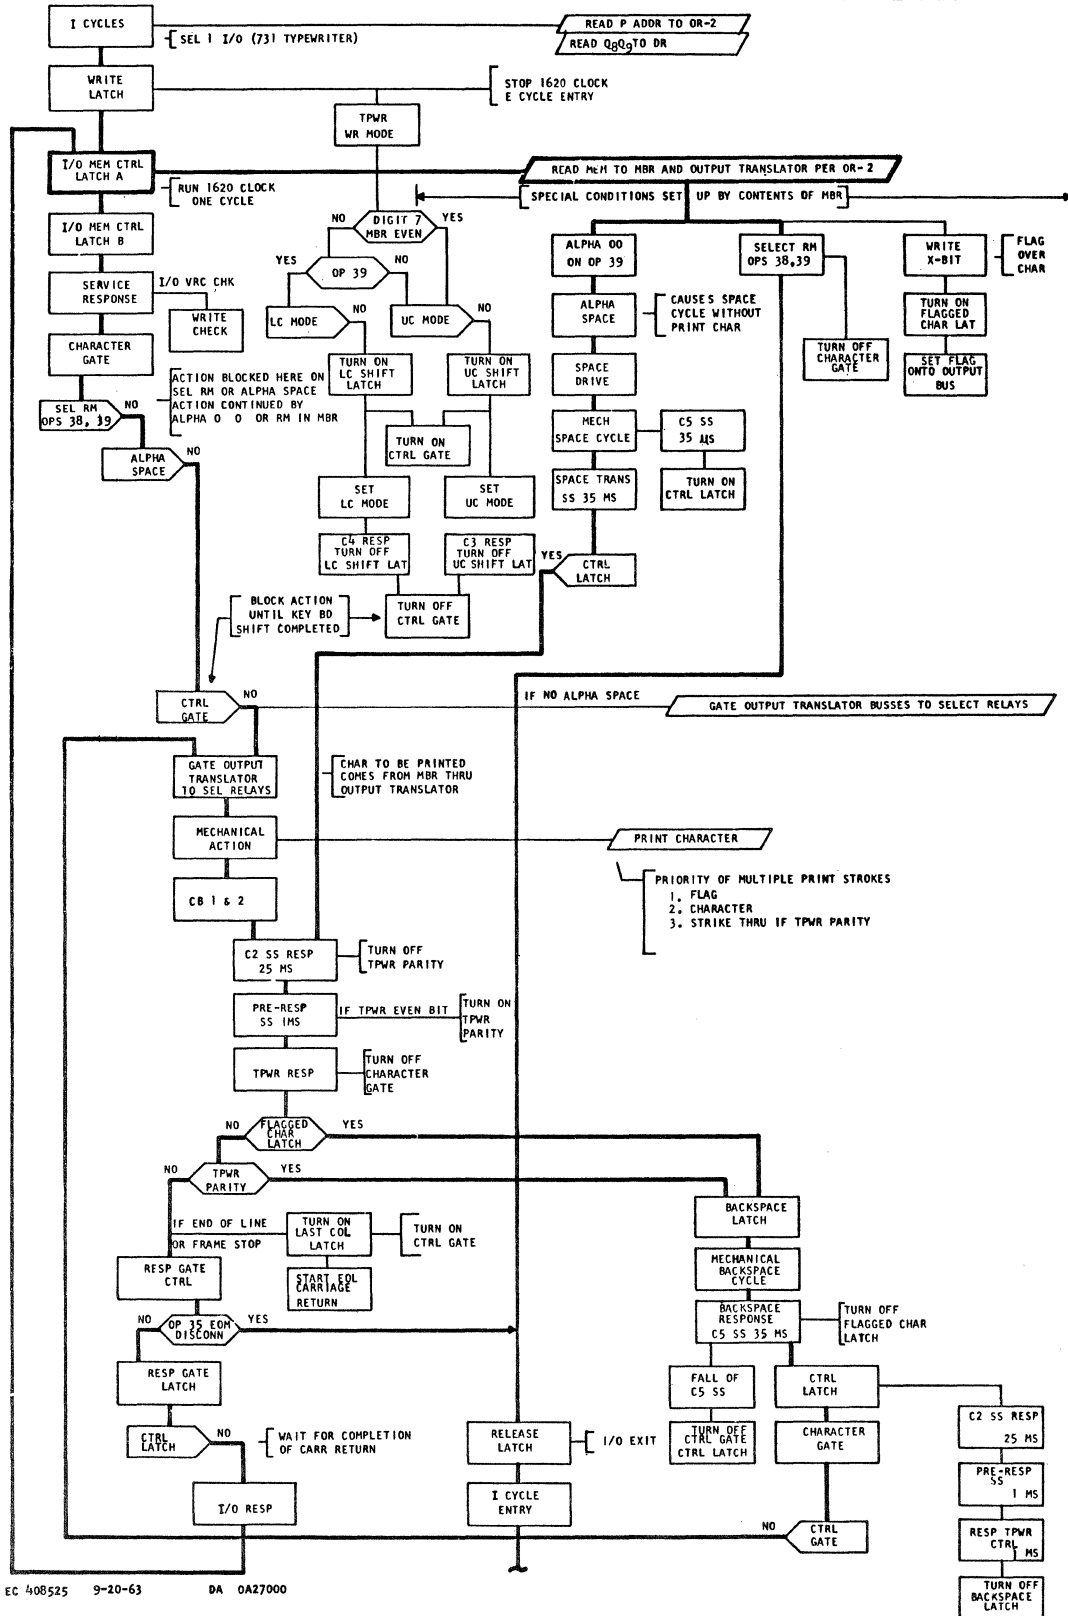 I CYCLES
SEL 1 I/O (731 TYPEWRITER)
READ P ADDR TO OR-2
READ Q8Q9TO DR
WRITE
LATCH
STOP 1620 CLOCK
E CYCLE ENTRY
TPWR
WR MODE
I/O MEM CTRL
LATCH A
RUN 1620 CLOCK
ONE CYCLE
READ MEM TO MBR AND OUTPUT TRANSLATOR PER OR-2
SPECIAL CONDITIONS SET UP BY CONTENTS OF MBR
I/O MEM CTRL
LATCH B
SERVICE
RESPONSE
I/O VRC CHK
WRITE
CHECK
CHARACTER
GATE
ACTION BLOCKED HERE ON
SEL RM OR ALPHA SPACE
ACTION CONTINUED BY
ALPHA 0 0 OR RM IN MBR
SEL RM
OPS 38, 39
NO
ALPHA
SPACE
NO
NO
DIGIT 7
MBR EVEN
YES
YES
OP 39
NO
LC MODE
NO
UC MODE
NO
TURN ON
LC SHIFT
LATCH
TURN ON
UC SHIFT
LATCH
TURN ON
CTRL GATE
SET
LC MODE
SET
UC MODE
C4 RESP
TURN OFF
LC SHIFT LAT
C3 RESP
TURN OFF
UC SHIFT LAT
BLOCK ACTION
UNTIL KEY BD
SHIFT COMPLETED
TURN OFF
CTRL GATE
ALPHA 00
ON OP 39
ALPHA
SPACE
CAUSES SPACE
CYCLE WITHOUT
PRINT CHAR
SPACE
DRIVE
MECH
SPACE CYCLE
C5 SS
35 µS
SPACE TRANS
SS 35 MS
TURN ON
CTRL LATCH
YES
CTRL
LATCH
SELECT RM
OPS 38,39
TURN OFF
CHARACTER
GATE
WRITE
X-BIT
FLAG
OVER
CHAR
TURN ON
FLAGGED
CHAR LAT
SET FLAG
ONTO OUTPUT
BUS
CTRL
GATE
NO
IF NO ALPHA SPACE
GATE OUTPUT TRANSLATOR BUSSES TO SELECT RELAYS
GATE OUTPUT
TRANSLATOR
TO SEL RELAYS
CHAR TO BE PRINTED
COMES FROM MBR THRU
OUTPUT TRANSLATOR
MECHANICAL
ACTION
PRINT CHARACTER
CB 1 & 2
PRIORITY OF MULTIPLE PRINT STROKES
1. FLAG
2. CHARACTER
3. STRIKE THRU IF TPWR PARITY
C2 SS RESP
25 MS
TURN OFF
TPWR PARITY
PRE-RESP
SS 1MS
IF TPWR EVEN BIT
TURN ON
TPWR
PARITY
TPWR RESP
TURN OFF
CHARACTER
GATE
NO
FLAGGED
CHAR
LATCH
YES
NO
TPWR
PARITY
YES
IF END OF LINE
OR FRAME STOP
TURN ON
LAST COL
LATCH
TURN ON
CTRL GATE
RESP GATE
CTRL
START EOL
CARRIAGE
RETURN
NO
OP 35 EOM
DISCONN
YES
RESP GATE
LATCH
CTRL
LATCH
NO
WAIT FOR COMPLETION
OF CARR RETURN
I/O RESP
RELEASE
LATCH
I/O EXIT
I CYCLE
ENTRY
BACKSPACE
LATCH
MECHANICAL
BACKSPACE
CYCLE
BACKSPACE
RESPONSE
C5 SS 35 MS
TURN OFF
FLAGGED CHAR
LATCH
FALL OF
C5 SS
CTRL
LATCH
TURN OFF
CTRL GATE
CTRL LATCH
CHARACTER
GATE
NO
CTRL
GATE
C2 SS RESP
25 MS
PRE-RESP
SS
1 MS
RESP TPWR
CTRL
1 MS
TURN OFF
BACKSPACE
LATCH
EC 408525 9-20-63 DA 0A27000